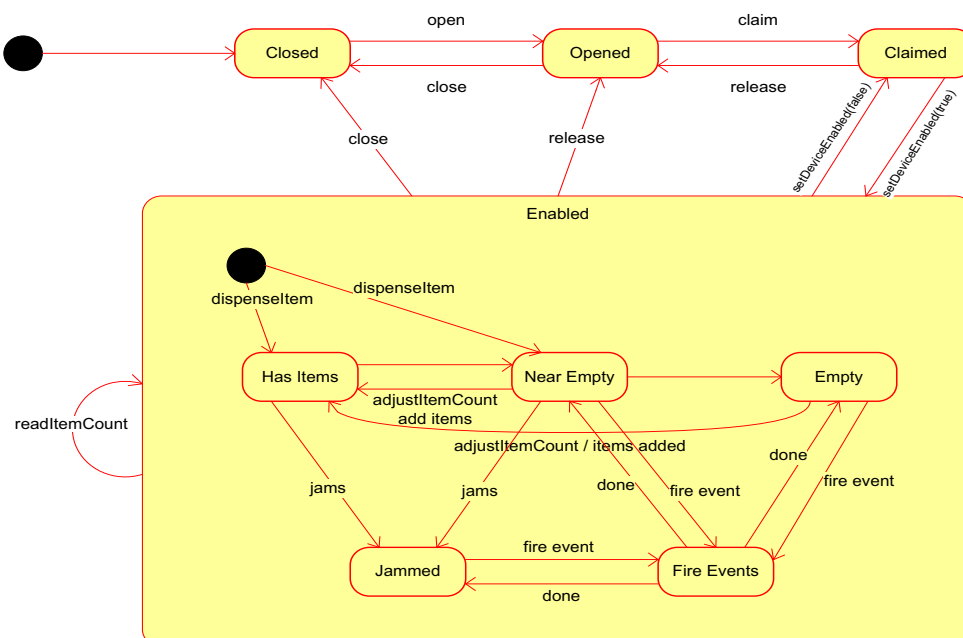 open
claim
Closed
Opened
Claimed
close
release
close
release
setDeviceEnabled(false)
setDeviceEnabled(true)
Enabled
dispenseItem
dispenseItem
Has Items
Near Empty
Empty
adjustItemCount
add items
readItemCount
adjustItemCount / items added
done
jams
jams
done
fire event
fire event
fire event
Jammed
Fire Events
done